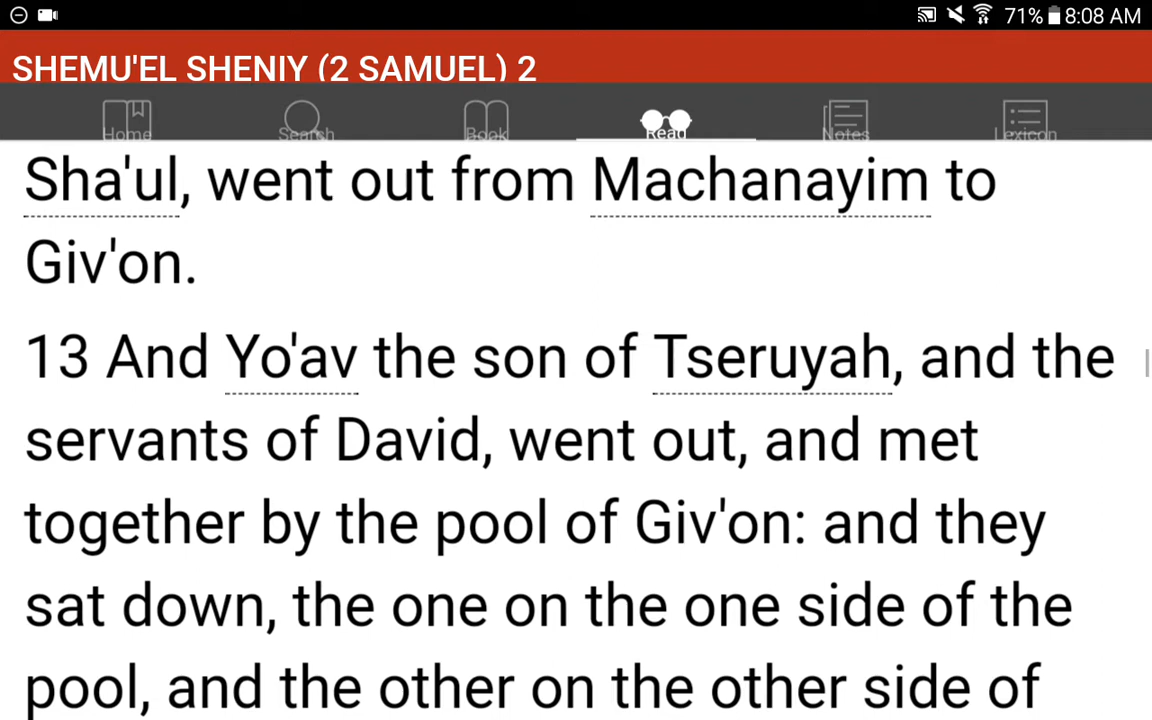 71% 8:08 AM
SHEMU'EL SHENIY (2 SAMUEL) 2
Home Search Book Read Notes Lexicon
Sha'ul, went out from Machanayim to
Giv'on.
13 And Yo'av the son of Tseruyah, and the
servants of David, went out, and met
together by the pool of Giv'on: and they
sat down, the one on the one side of the
pool, and the other on the other side of